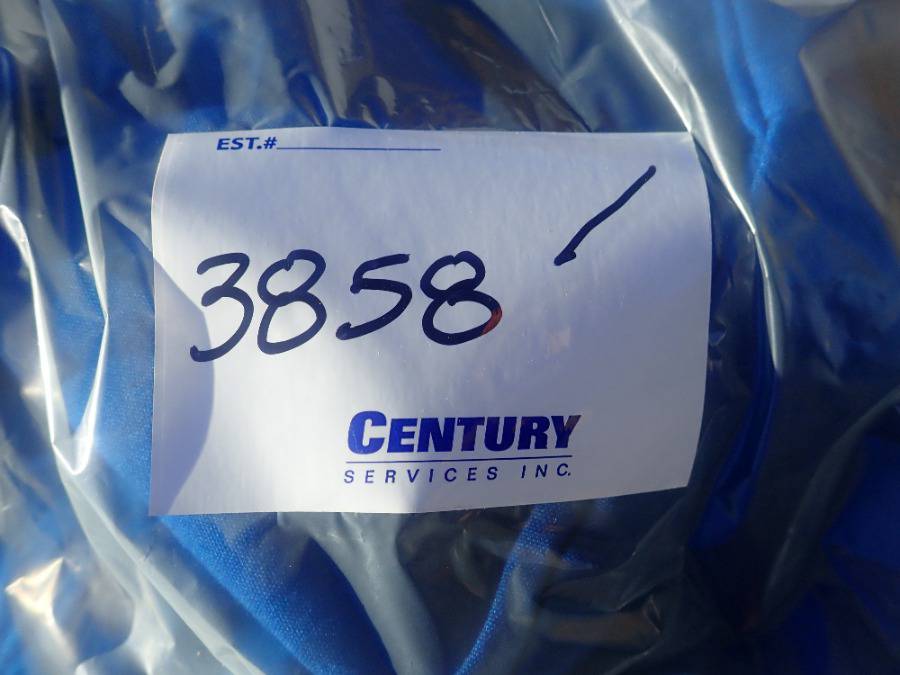 EST.#
3858 /
CENTURY
SERVICES INC.